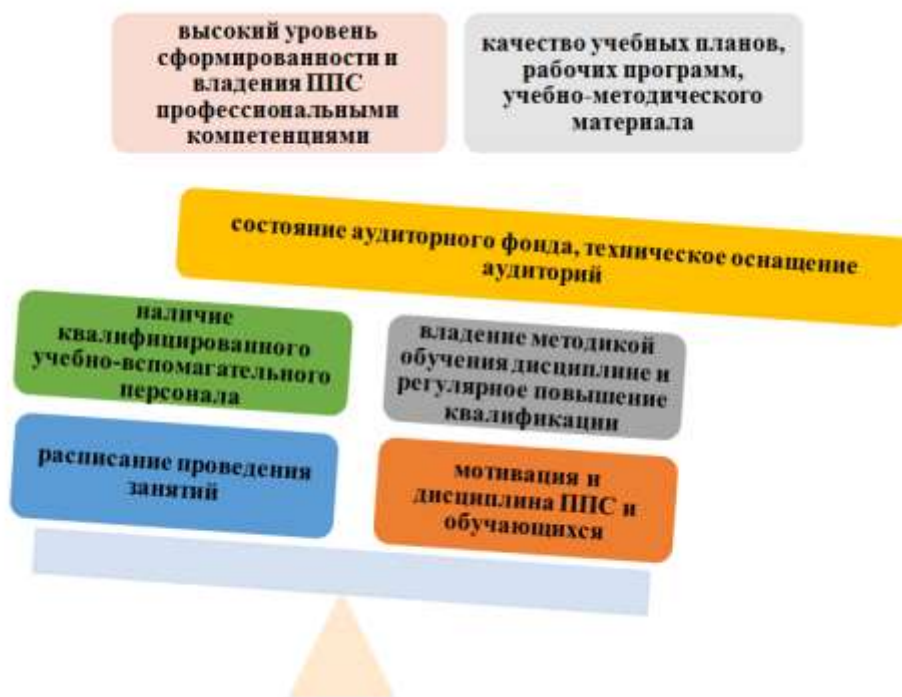 высокий уровень
сформированности и
владения ППС
профессиональными
компетенциями
качество учебных планов,
рабочих программ,
учебно-методического
материала
состояние аудиторного фонда, техническое оснащение
аудиторий
наличие
квалифицированного
учебно-вспомагательного
персонала
владение методикой
обучения дисциплине и
регулярное повышение
квалификации
расписание проведения
занятий
мотивация и
дисциплина ППС и
обучающихся